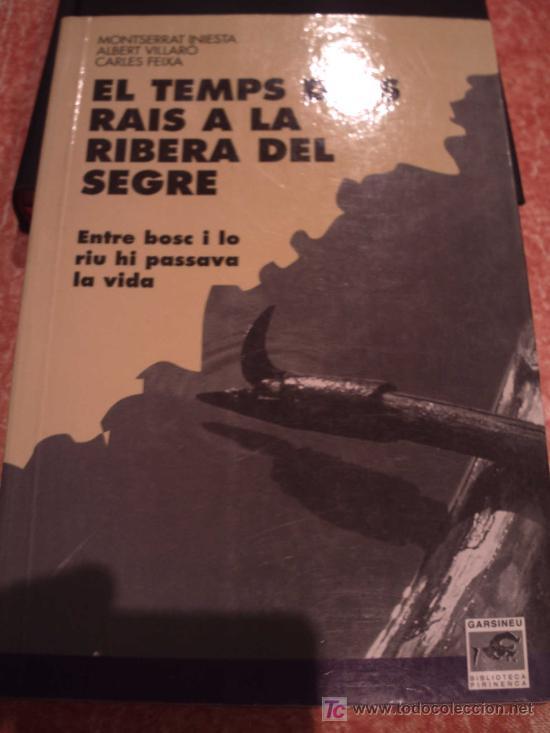 MONTSERRAT INIESTA
ALBERT VILLARÓ
CARLES FEIXA
EL TEMPS DELS
RAIS A LA
RIBERA DEL
SEGRE
Entre bosc i lo
riu hi passava
la vida
GARSINEU
BIBLIOTECA
PIRINENCA
TC www.todocoleccion.net